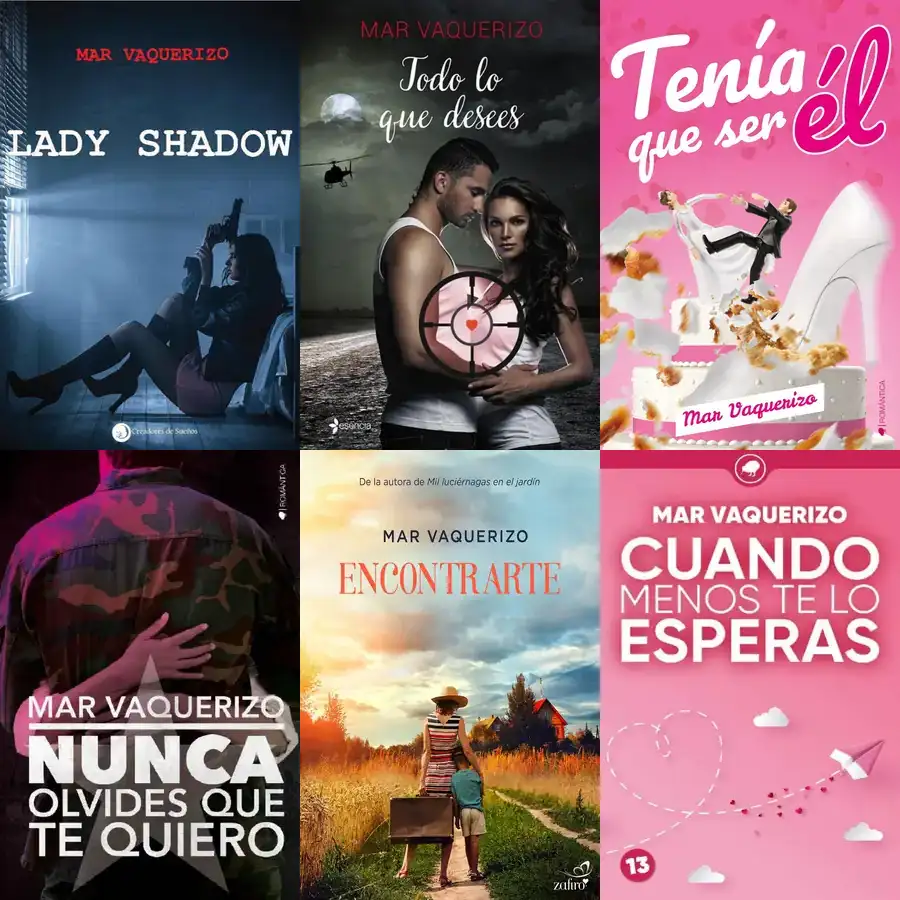 MAR VAQUERIZO
LADY SHADOW
Creadores de Sueños
MAR VAQUERIZO
Todo lo
que desees
esencia
Tenía
que ser él
Mar Vaquerizo
ROMÁNTICA
ROMÁNTICA
MAR VAQUERIZO
NUNCA
OLVIDES QUE
TE QUIERO
De la autora de Mil luciérnagas en el jardín
MAR VAQUERIZO
ENCONTRARTE
zafiro
MAR VAQUERIZO
CUANDO
MENOS TE LO
ESPERAS
13